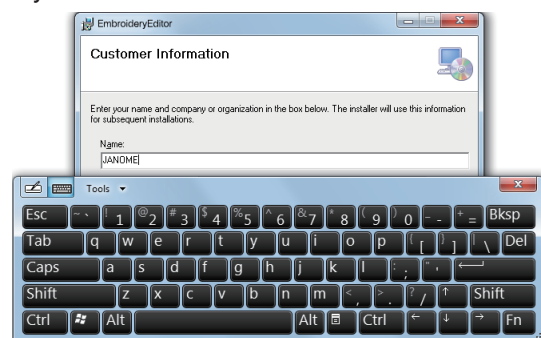 EmbroideryEditor
Customer Information
Enter your name and company or organization in the box below. The installer will use this information
for subsequent installations.
Name:
JANOME
Tools
Esc ~ ` ! 1 @ 2 # 3 $ 4 % 5 ^ 6 & 7 * 8 ( 9 ) 0 _ - + = Bksp
Tab q w e r t y u i o p { [ } ] | \ Del
Caps a s d f g h j k l : ; " '
Shift z x c v b n m < , > . ? / ↑ Shift
Ctrl Alt Alt Ctrl ← ↓ → Fn